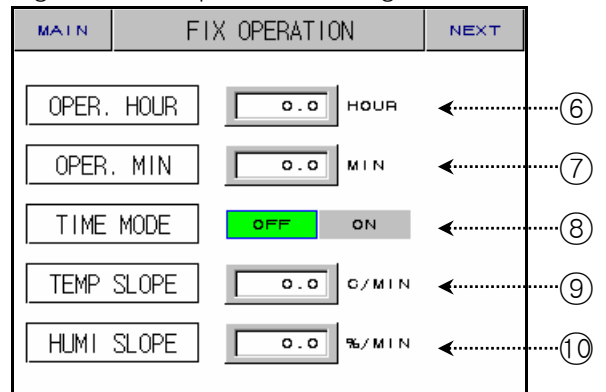 MAIN FIX OPERATION NEXT
OPER. HOUR 0.0 HOUR ⑥
OPER. MIN 0.0 MIN ⑦
TIME MODE OFF ON ⑧
TEMP SLOPE 0.0 C/MIN ⑨
HUMI SLOPE 0.0 %/MIN ⑩